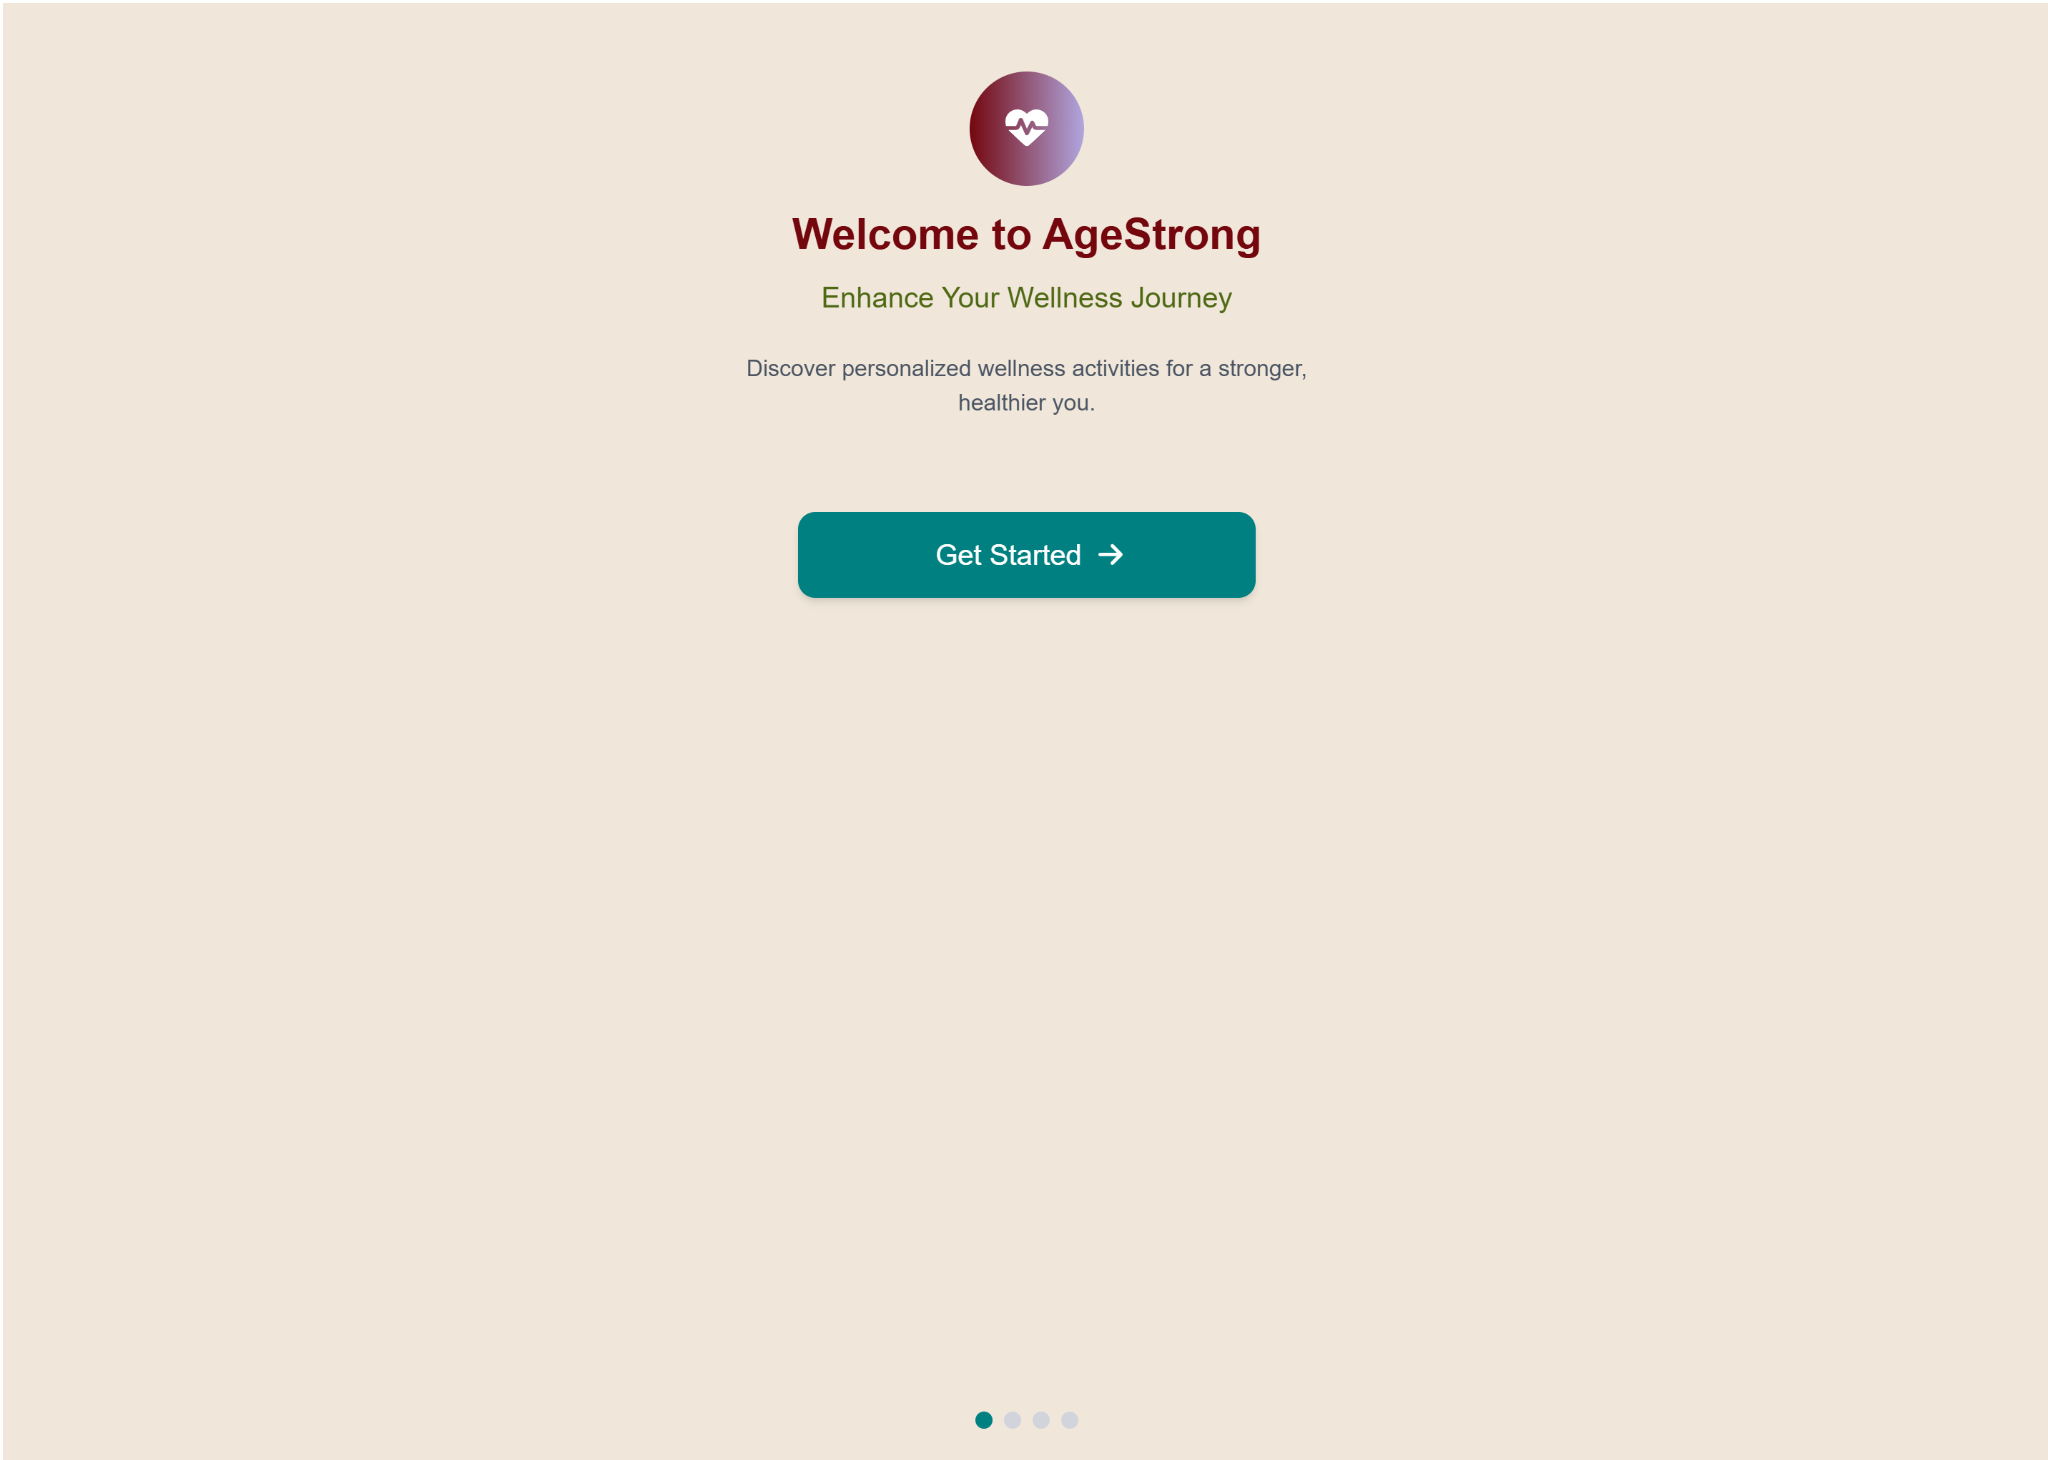 Welcome to AgeStrong
Enhance Your Wellness Journey
Discover personalized wellness activities for a stronger,
healthier you.
Get Started